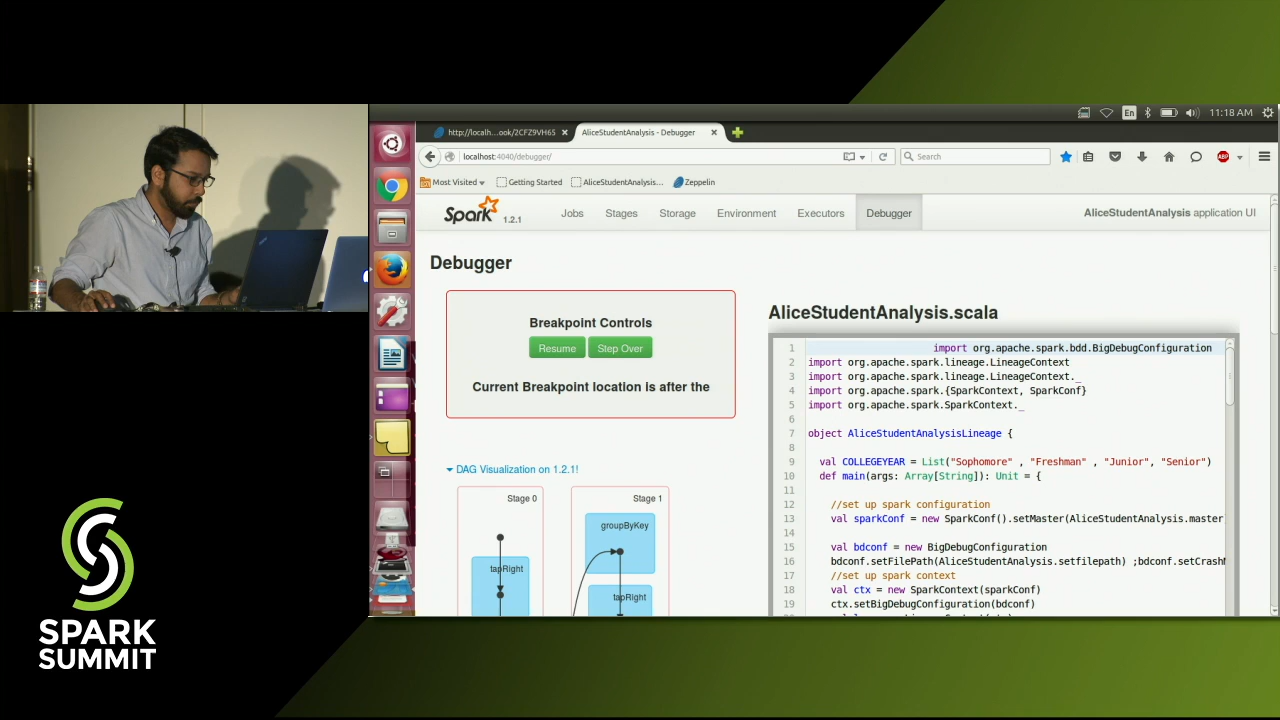 11:18 AM
En
http://localh...ook/2CFZ9VH65
AliceStudentAnalysis - Debugger
localhost:4040/debugger/
Search
ABP
Most Visited
Getting Started
AliceStudentAnalysis...
Zeppelin
Spark 1.2.1
Jobs
Stages
Storage
Environment
Executors
Debugger
AliceStudentAnalysis application UI
Debugger
Breakpoint Controls
Resume
Step Over
Current Breakpoint location is after the
DAG Visualization on 1.2.1!
Stage 0
tapRight
Stage 1
groupByKey
tapRight
AliceStudentAnalysis.scala
1 import org.apache.spark.bdd.BigDebugConfiguration
2 import org.apache.spark.lineage.LineageContext
3 import org.apache.spark.lineage.LineageContext._
4 import org.apache.spark.{SparkContext, SparkConf}
5 import org.apache.spark.SparkContext._
6
7 object AliceStudentAnalysisLineage {
8
9 val COLLEGEYEAR = List("Sophomore" , "Freshman" , "Junior", "Senior")
10 def main(args: Array[String]): Unit = {
11
12 //set up spark configuration
13 val sparkConf = new SparkConf().setMaster(AliceStudentAnalysis.master
14
15 val bdconf = new BigDebugConfiguration
16 bdconf.setFilePath(AliceStudentAnalysis.setfilepath) ;bdconf.setCrash
17 //set up spark context
18 val ctx = new SparkContext(sparkConf)
19 ctx.setBigDebugConfiguration(bdconf)
SPARK
SUMMIT